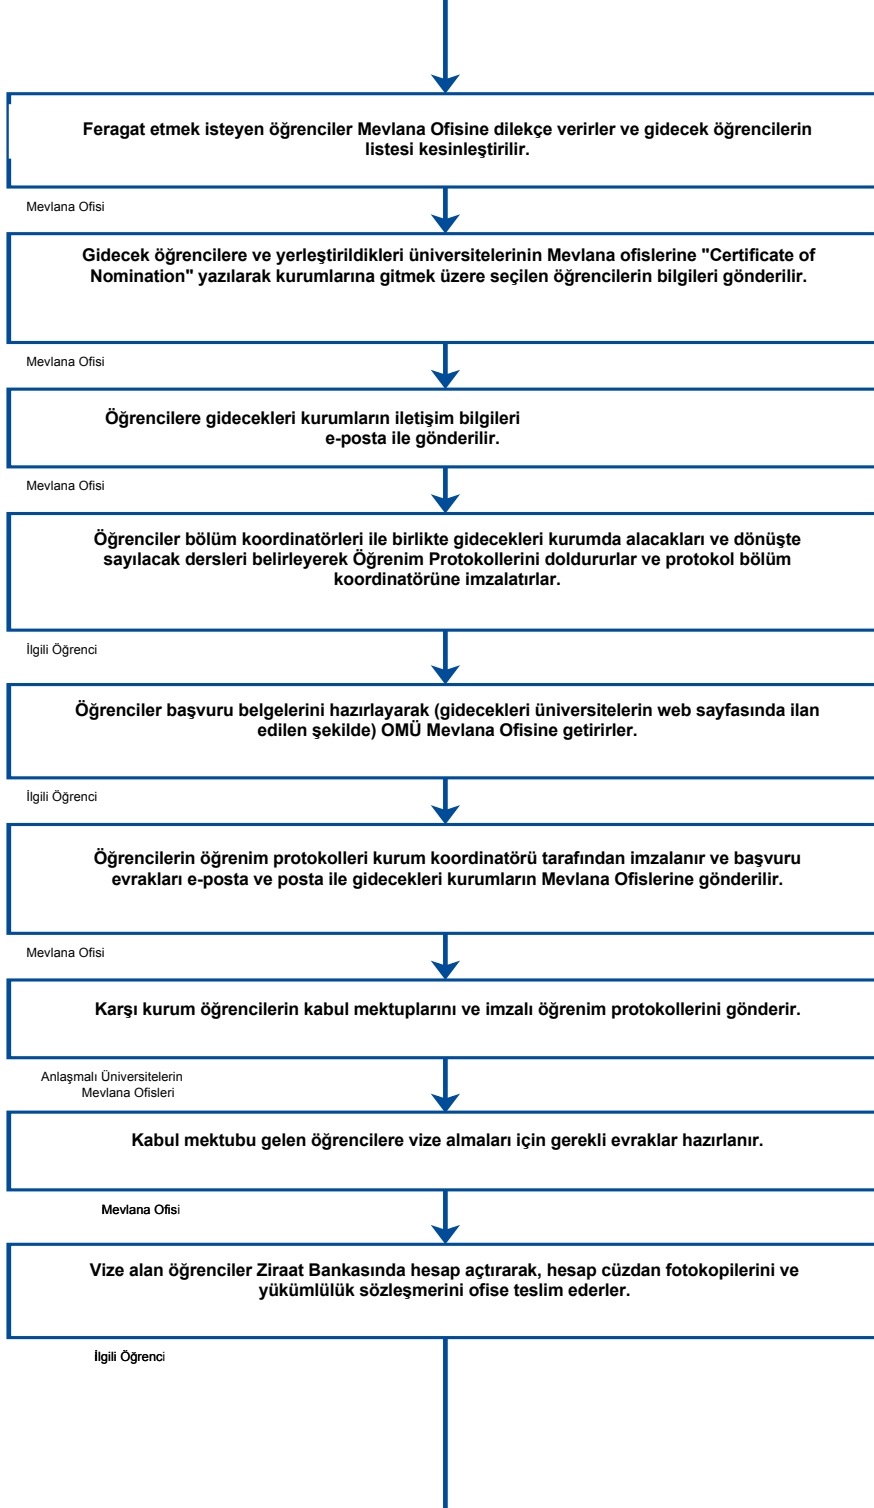 Feragat etmek isteyen öğrenciler Mevlana Ofisine dilekçe verirler ve gidecek öğrencilerin
listesi kesinleştirilir.
Mevlana Ofisi
Gidecek öğrencilere ve yerleştirildikleri üniversitelerinin Mevlana ofislerine "Certificate of
Nomination" yazılarak kurumlarına gitmek üzere seçilen öğrencilerin bilgileri gönderilir.
Mevlana Ofisi
Öğrencilere gidecekleri kurumların iletişim bilgileri
e-posta ile gönderilir.
Mevlana Ofisi
Öğrenciler bölüm koordinatörleri ile birlikte gidecekleri kurumda alacakları ve dönüşte
sayılacak dersleri belirleyerek Öğrenim Protokollerini doldururlar ve protokol bölüm
koordinatörüne imzalatırlar.
İlgili Öğrenci
Öğrenciler başvuru belgelerini hazırlayarak (gidecekleri üniversitelerin web sayfasında ilan
edilen şekilde) OMÜ Mevlana Ofisine getirirler.
İlgili Öğrenci
Öğrencilerin öğrenim protokolleri kurum koordinatörü tarafından imzalanır ve başvuru
evrakları e-posta ve posta ile gidecekleri kurumların Mevlana Ofislerine gönderilir.
Mevlana Ofisi
Karşı kurum öğrencilerin kabul mektuplarını ve imzalı öğrenim protokollerini gönderir.
Anlaşmalı Üniversitelerin
Mevlana Ofisleri
Kabul mektubu gelen öğrencilere vize almaları için gerekli evraklar hazırlanır.
Mevlana Ofisi
Vize alan öğrenciler Ziraat Bankasında hesap açtırarak, hesap cüzdan fotokopilerini ve
yükümlülük sözleşmerini ofise teslim ederler.
İlgili Öğrenci